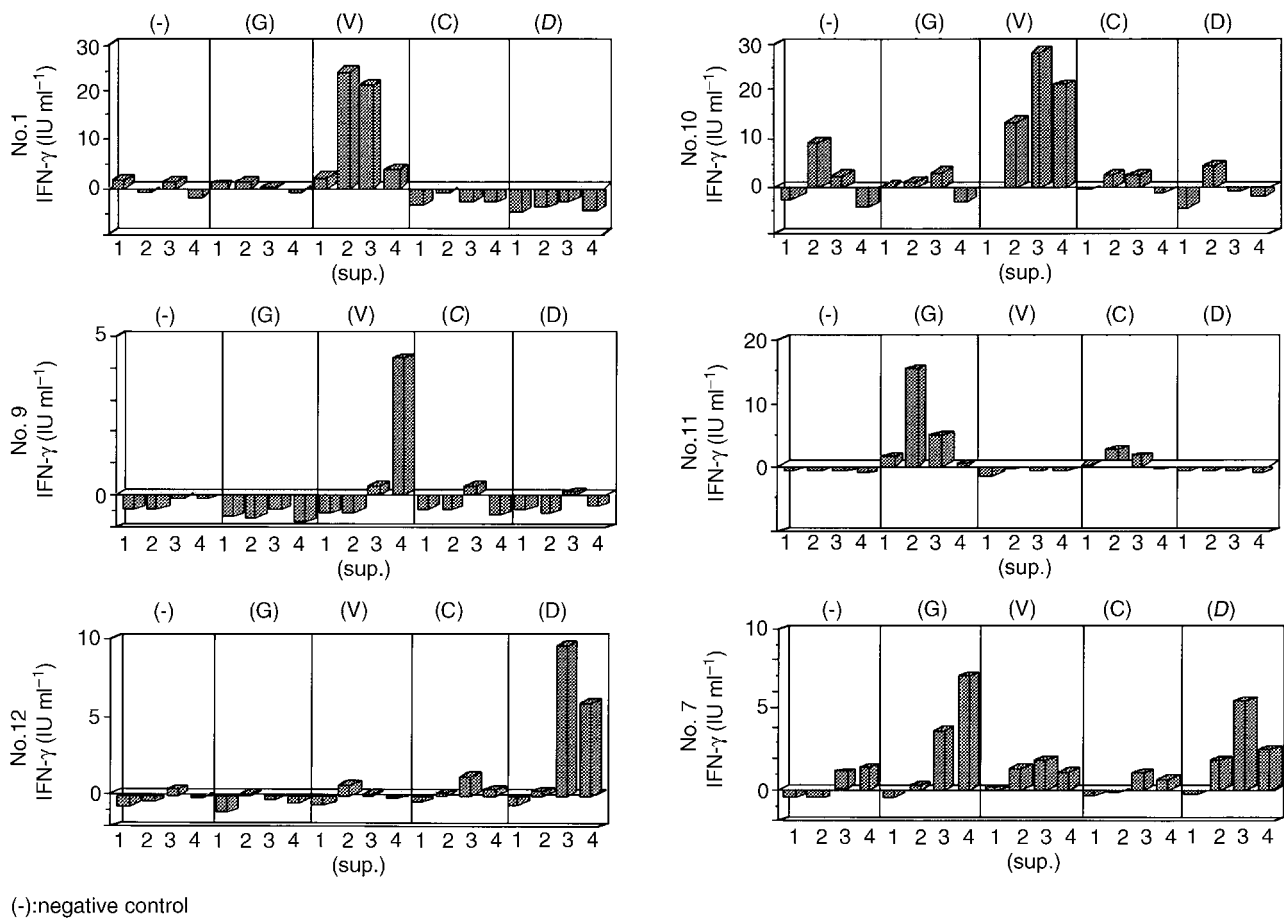 (-) (G) (V) (C) (D)
No.1
IFN-γ (IU ml⁻¹)
30
20
10
0
1 2 3 4 1 2 3 4 1 2 3 4 1 2 3 4 1 2 3 4
(sup.)
(-) (G) (V) (C) (D)
No.10
IFN-γ (IU ml⁻¹)
30
20
10
0
1 2 3 4 1 2 3 4 1 2 3 4 1 2 3 4 1 2 3 4
(sup.)
(-) (G) (V) (C) (D)
No. 9
IFN-γ (IU ml⁻¹)
5
0
1 2 3 4 1 2 3 4 1 2 3 4 1 2 3 4 1 2 3 4
(sup.)
(-) (G) (V) (C) (D)
No.11
IFN-γ (IU ml⁻¹)
20
10
0
1 2 3 4 1 2 3 4 1 2 3 4 1 2 3 4 1 2 3 4
(sup.)
(-) (G) (V) (C) (D)
No.12
IFN-γ (IU ml⁻¹)
10
5
0
1 2 3 4 1 2 3 4 1 2 3 4 1 2 3 4 1 2 3 4
(sup.)
(-) (G) (V) (C) (D)
No. 7
IFN-γ (IU ml⁻¹)
10
5
0
1 2 3 4 1 2 3 4 1 2 3 4 1 2 3 4 1 2 3 4
(sup.)
(-):negative control